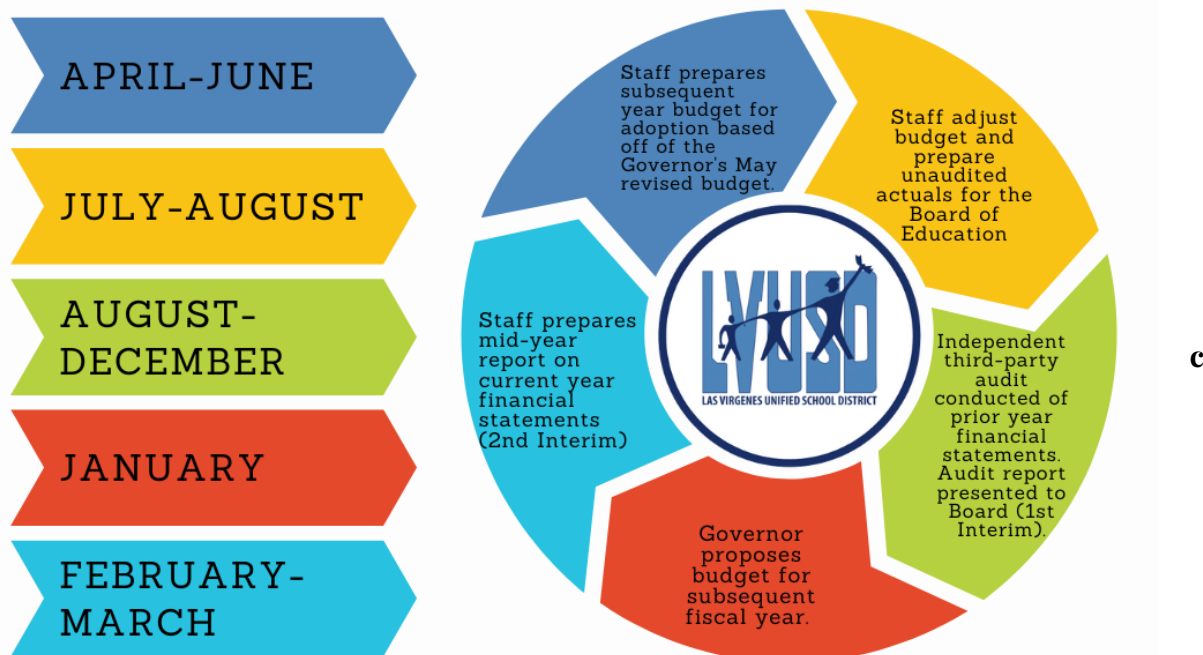 APRIL-JUNE
JULY-AUGUST
AUGUST-
DECEMBER
JANUARY
FEBRUARY-
MARCH
Staff prepares
subsequent
year budget for
adoption based
off of the
Governor's May
revised budget.
Staff adjust
budget and
prepare
unaudited
actuals for the
Board of
Education
Independent
third-party
audit
conducted of
prior year
financial
statements.
Audit report
presented to
Board (1st
Interim).
Governor
proposes
budget for
subsequent
fiscal year.
Staff prepares
mid-year
report on
current year
financial
statements
(2nd Interim)
LVUSD
LAS VIRGENES UNIFIED SCHOOL DISTRICT
c